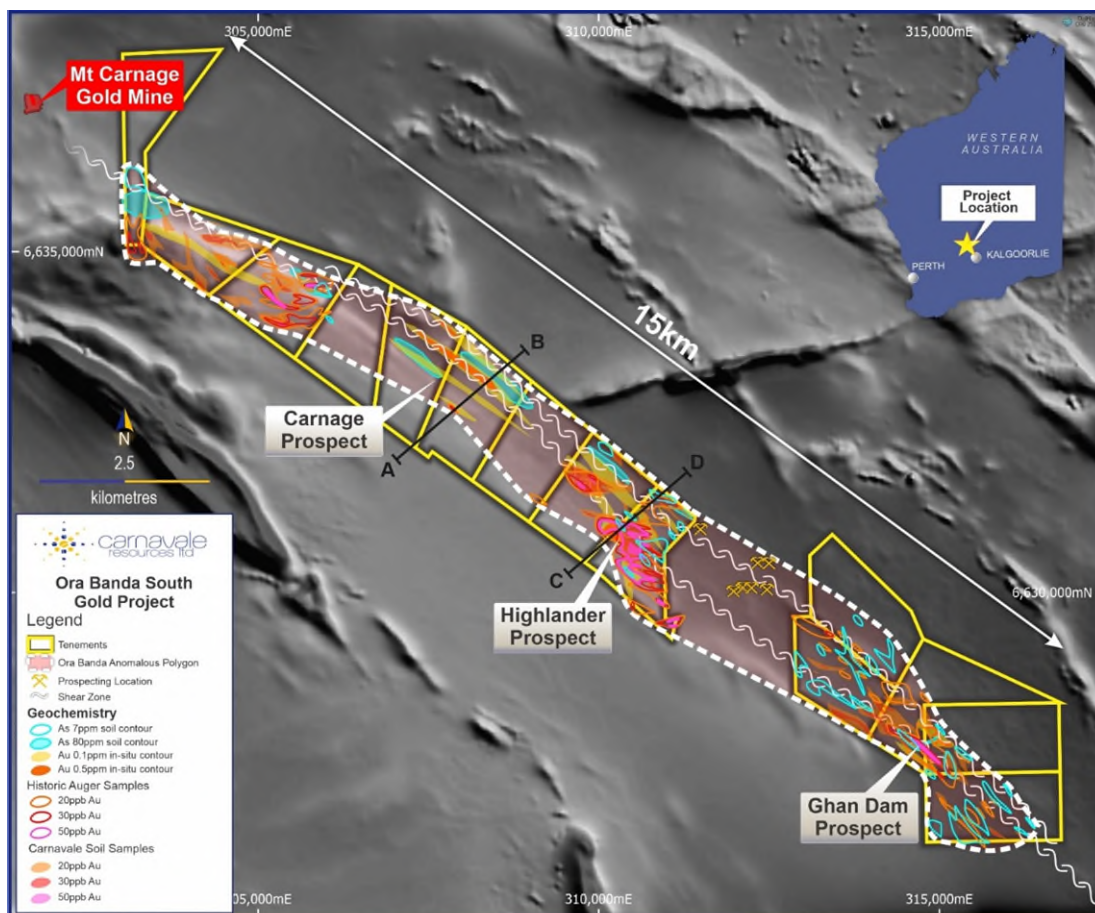 305,000mE
310,000mE
315,000mE
Mt Carnage
Gold Mine
WESTERN
AUSTRALIA
Project
Location
KALGOORLIE
PERTH
6,635,000mN
15km
B
Carnage
Prospect
A
N
2.5
kilometres
D
C
Highlander
Prospect
6,630,000mN
Ghan Dam
Prospect
carnavale
resources ltd
Ora Banda South
Gold Project
Legend
Tenements
Ora Banda Anomalous Polygon
Prospecting Location
Shear Zone
Geochemistry
As 7ppm soil contour
As 80ppm soil contour
Au 0.1ppm in-situ contour
Au 0.5ppm in-situ contour
Historic Auger Samples
20ppb Au
30ppb Au
50ppb Au
Carnavale Soil Samples
20ppb Au
30ppb Au
50ppb Au
305,000mE
310,000mE
315,000mE